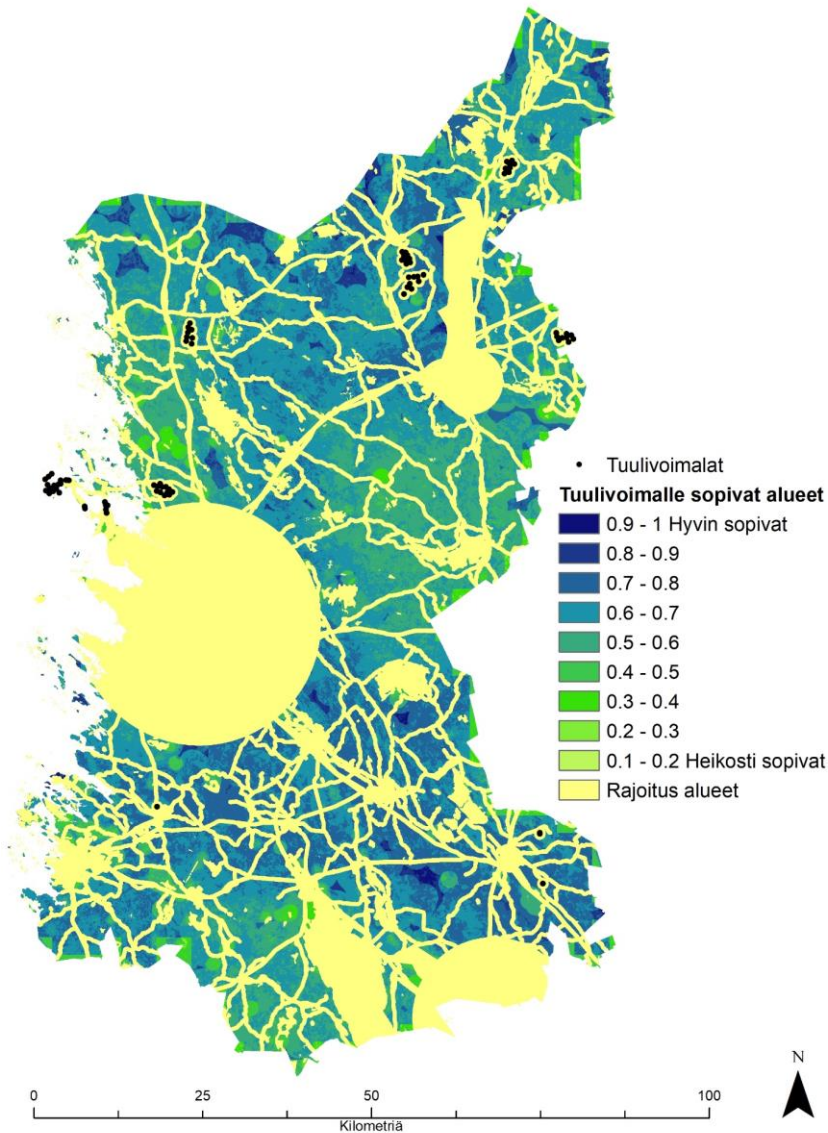 Tuulivoimalat
Tuulivoimalle sopivat alueet
0.9 - 1 Hyvin sopivat
0.8 - 0.9
0.7 - 0.8
0.6 - 0.7
0.5 - 0.6
0.4 - 0.5
0.3 - 0.4
0.2 - 0.3
0.1 - 0.2 Heikosti sopivat
Rajoitus alueet
N
0 25 50 100
Kilometriä